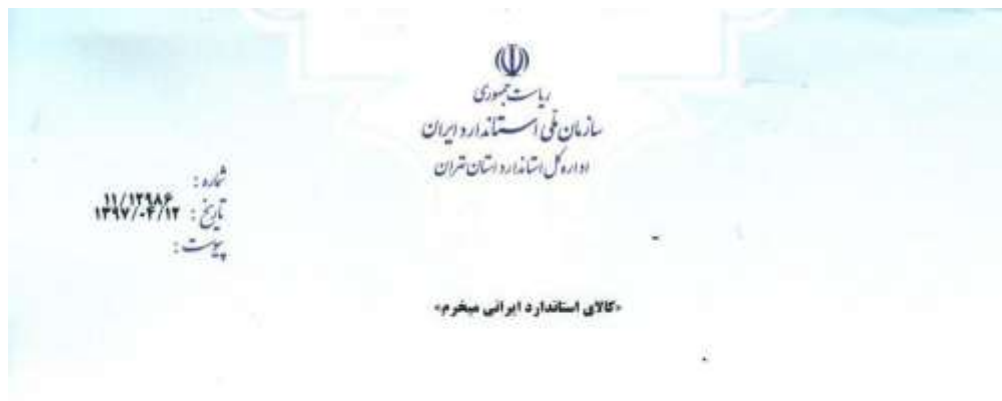 ریاست جمهوری
سازمان ملی استاندارد ایران
اداره کل استاندارد استان تهران
شماره : ۱۱/۱۲۹۸۶
تاریخ : ۱۳۹۷/۰۴/۱۲
پیوست :
«کالای استاندارد ایرانی میخرم»